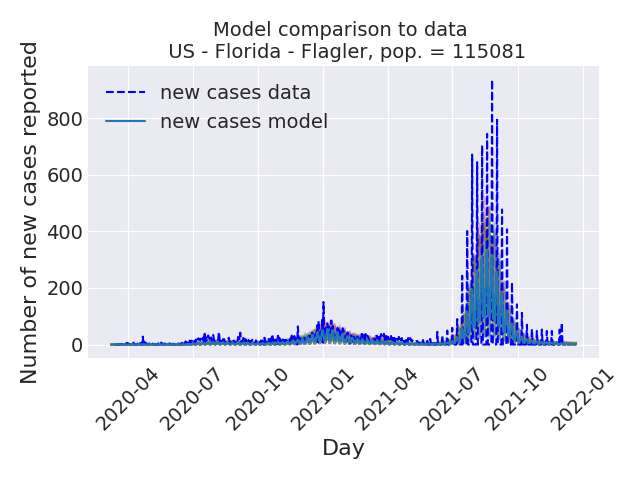 Model comparison to data
US - Florida - Flagler, pop. = 115081
Number of new cases reported
new cases data
new cases model
800
600
400
200
0
2020-04
2020-07
2020-10
2021-01
2021-04
2021-07
2021-10
2022-01
Day